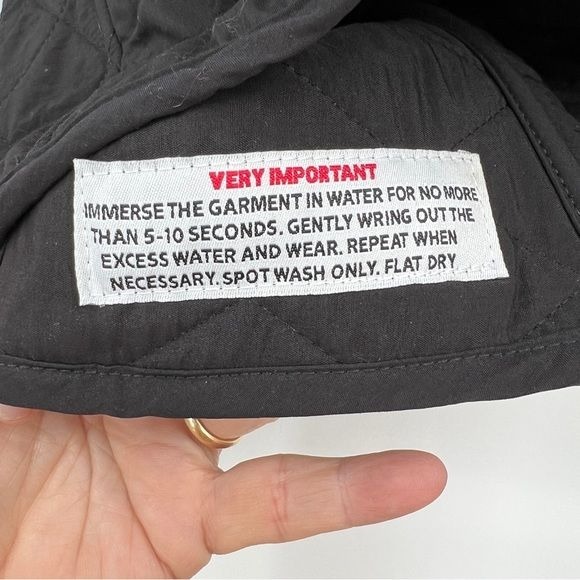 VERY IMPORTANT
IMMERSE THE GARMENT IN WATER FOR NO MORE
THAN 5-10 SECONDS. GENTLY WRING OUT THE
EXCESS WATER AND WEAR. REPEAT WHEN
NECESSARY. SPOT WASH ONLY. FLAT DRY